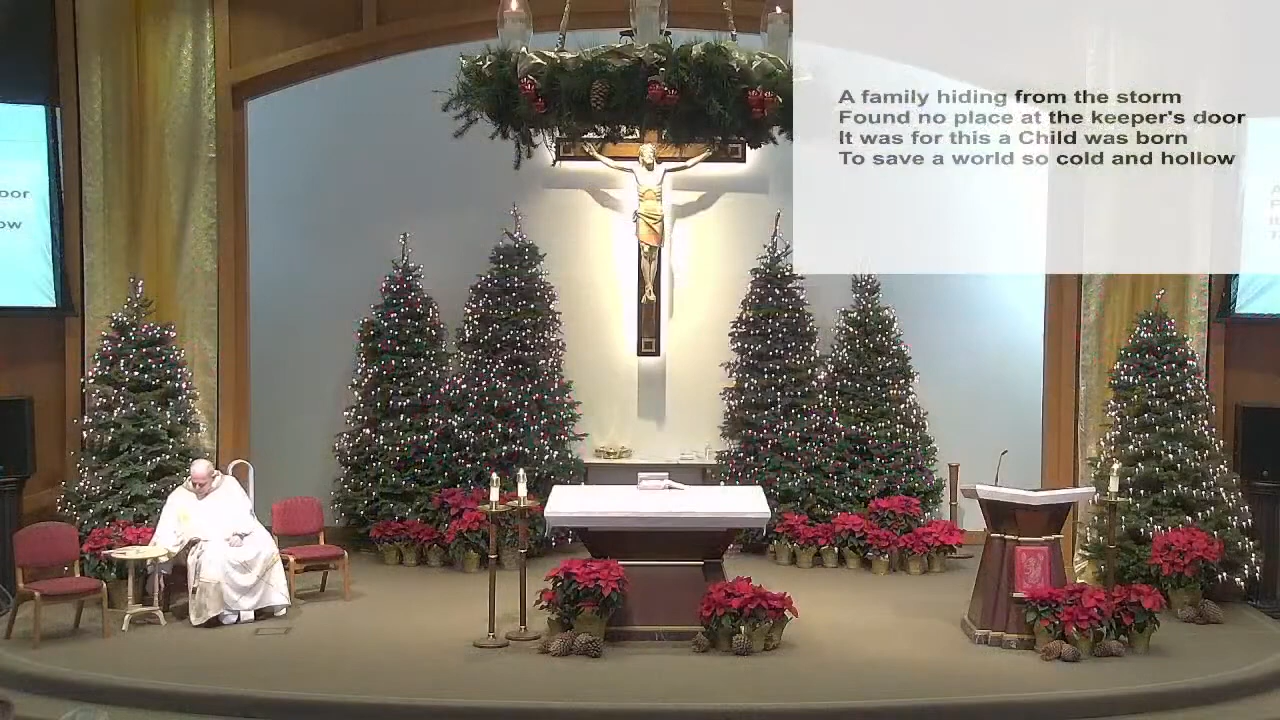 A family hiding from the storm
Found no place at the keeper's door
It was for this a Child was born
To save a world so cold and hollow